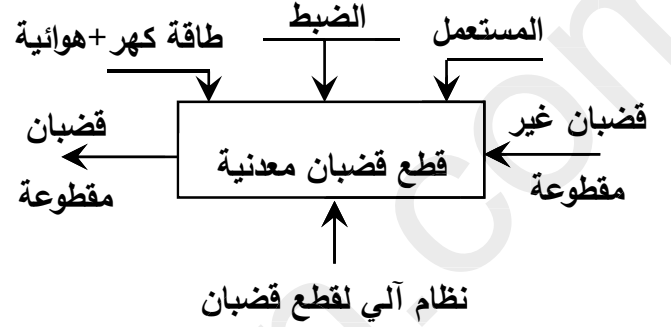 المستعمل
الضبط
طاقة كهر+هوائية
قضبان غير
مقطوعة
قطع قضبان معدنية
قضبان
مقطوعة
نظام آلي لقطع قضبان